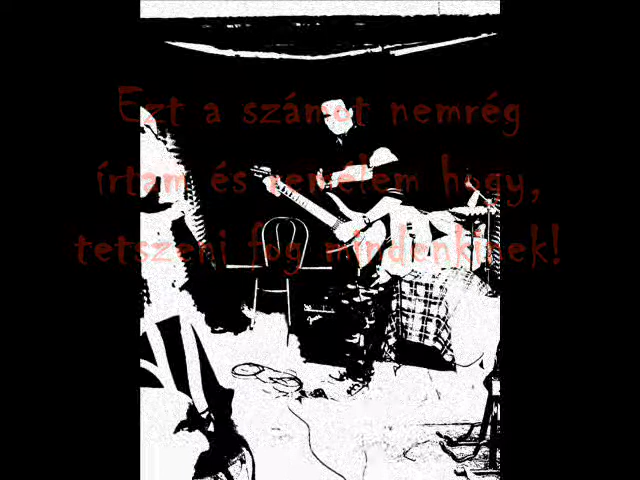 Ezt a számot nemrég
írtam és remélem hogy,
tetszeni fog mindenkinek!